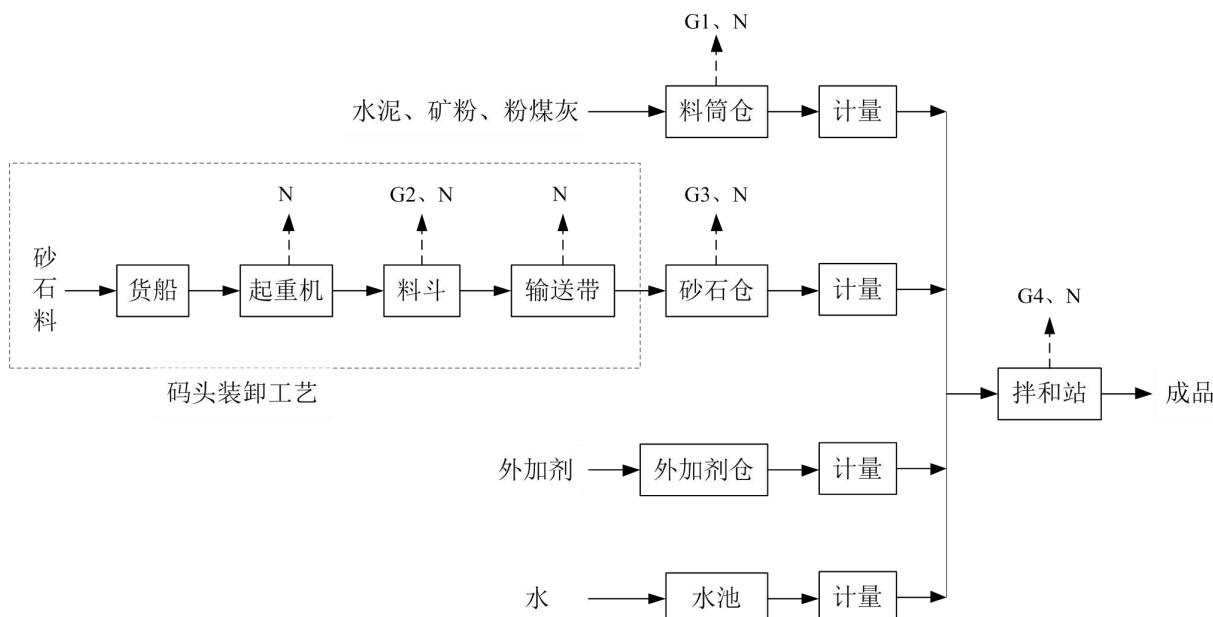 G1、N
水泥、矿粉、粉煤灰
料筒仓
计量
N
G2、N
N
G3、N
砂石料
货船
起重机
料斗
输送带
砂石仓
计量
码头装卸工艺
G4、N
拌和站
成品
外加剂
外加剂仓
计量
水
水池
计量